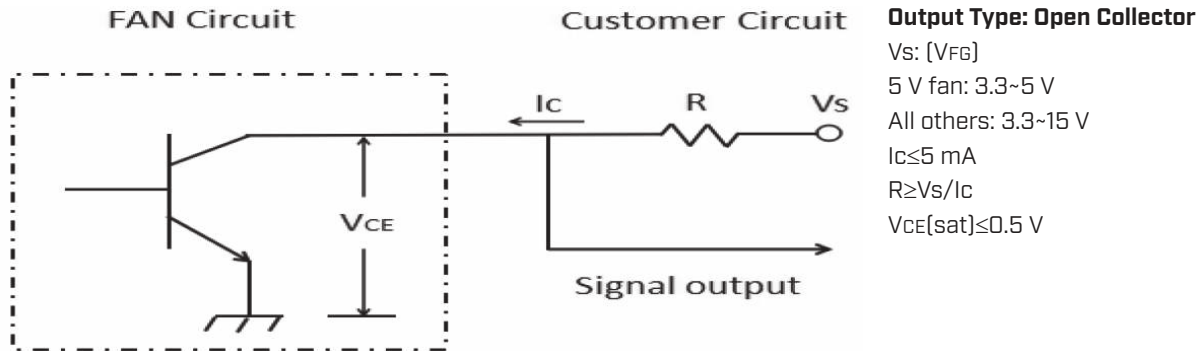 FAN Circuit
Customer Circuit
Ic
R
Vs
VCE
Signal output
Output Type: Open Collector
Vs: (VFG)
5 V fan: 3.3~5 V
All others: 3.3~15 V
Ic≤5 mA
R≥Vs/Ic
VCE(sat)≤0.5 V